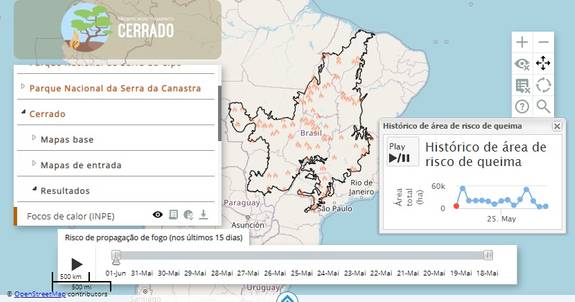 CERRADO
Parque Nacional da Serra da Canastra
Cerrado
Mapas base
Mapas de entrada
Resultados
Focos de calor (INPE)
Risco de propagação de fogo (nos últimos 15 dias)
01-Jun 31-Mai 30-Mai 29-Mai 28-Mai 27-Mai 26-Mai 25-Mai 24-Mai 23-Mai 22-Mai 21-Mai 20-Mai 19-Mai 18-Mai
500 km
500 mi
© OpenStreetMap contributors
Brasil
Paraguay
Asunción
Rio de
Janeiro
São Paulo
Uruguay
Histórico de área de risco de queima
Play
Histórico de área de
risco de queima
Área
total
(ha)
60k
0
25. May